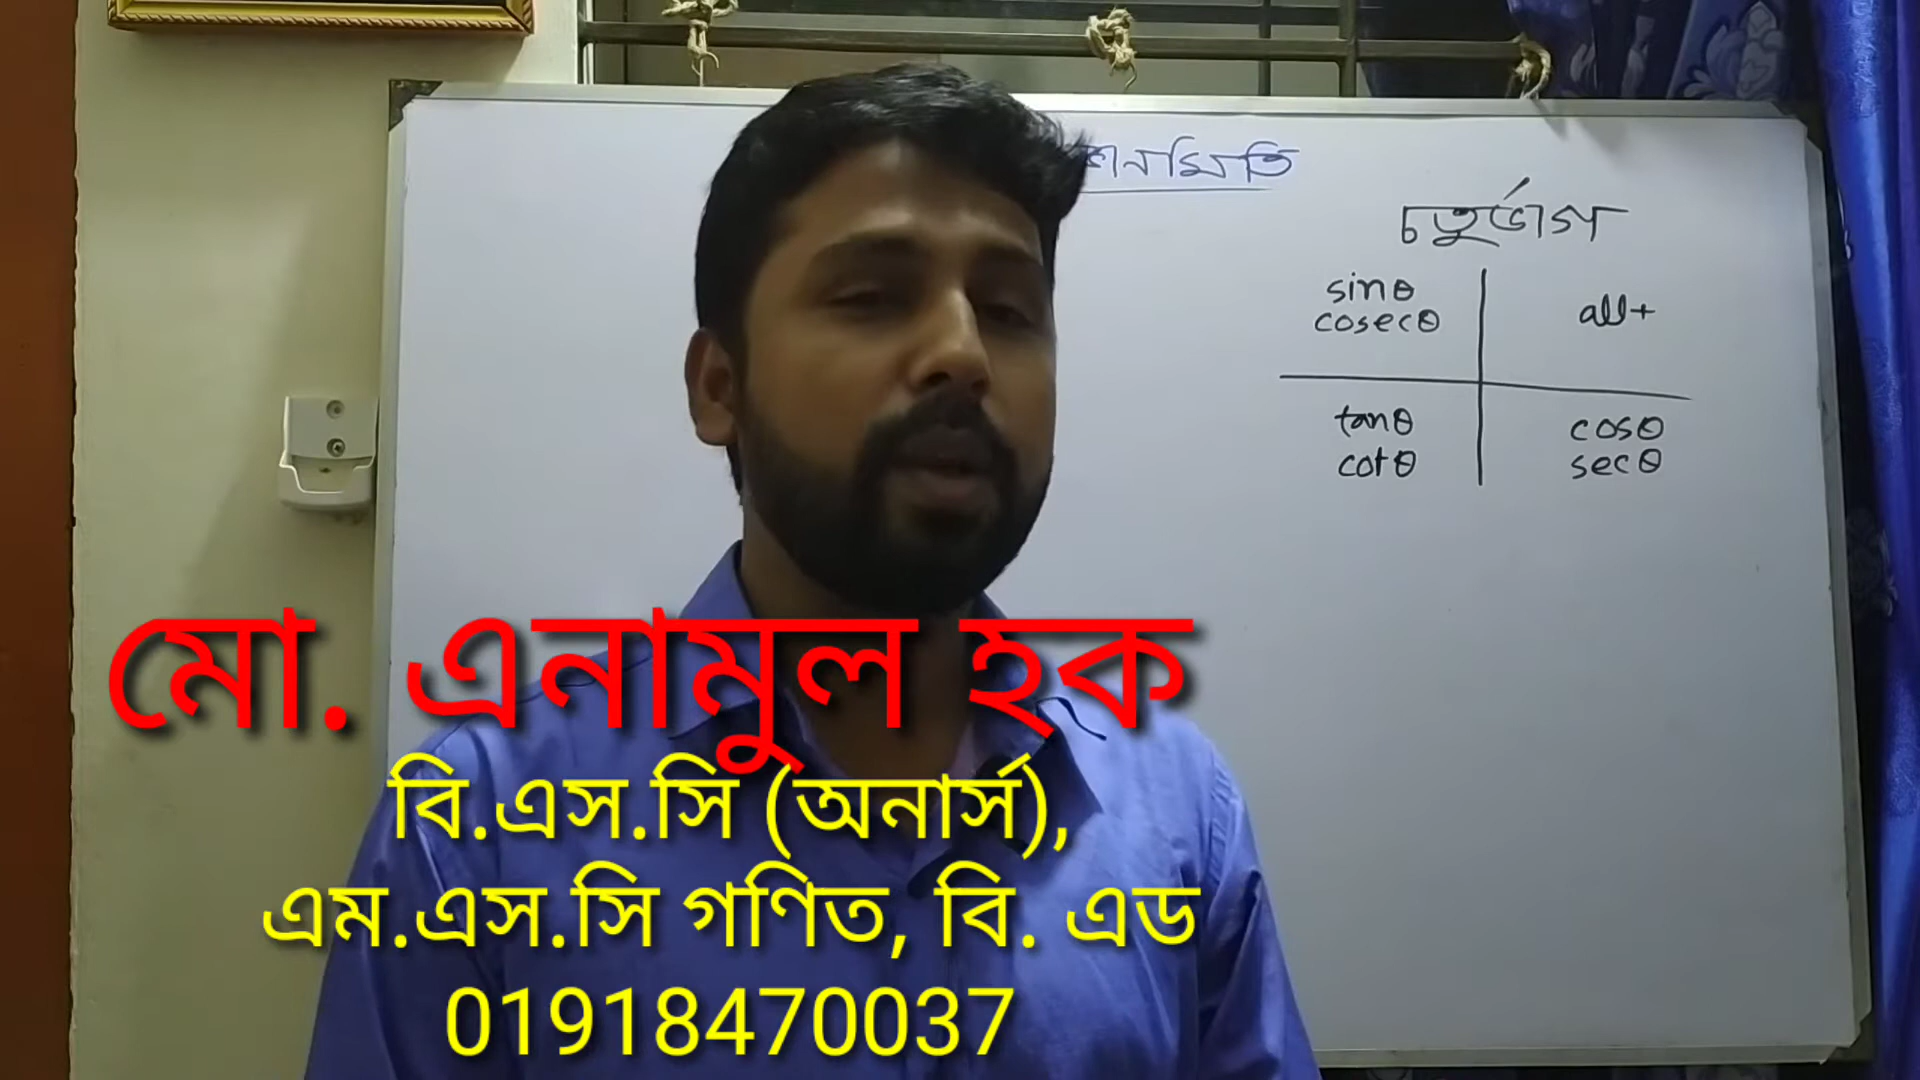 চতুর্ভাগ
sinθ
cosecθ
all+
tanθ
cotθ
cosθ
secθ
মো. এনামুল হক
বি.এস.সি (অনার্স),
এম.এস.সি গণিত, বি. এড
01918470037